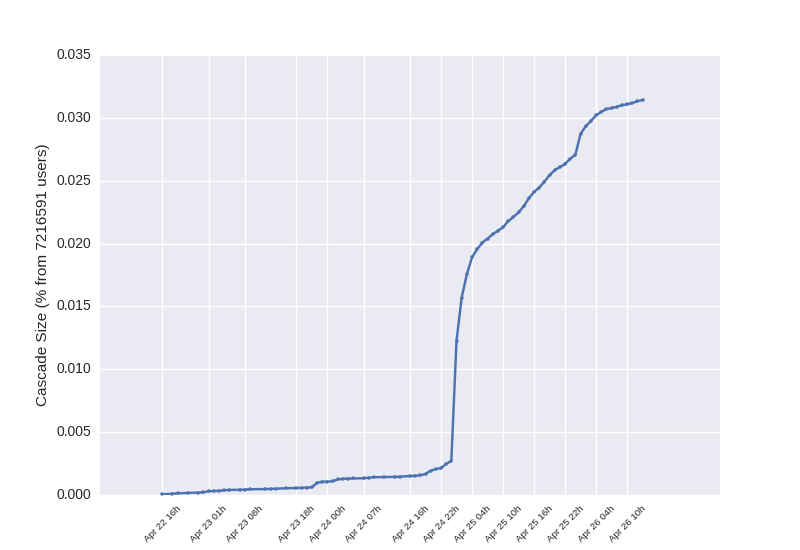 0.035
0.030
0.025
0.020
0.015
0.010
0.005
0.000
Cascade Size (% from 7216591 users)
Apr 22 16h
Apr 23 01h
Apr 23 08h
Apr 23 18h
Apr 24 00h
Apr 24 07h
Apr 24 16h
Apr 24 22h
Apr 25 04h
Apr 25 10h
Apr 25 16h
Apr 25 22h
Apr 26 04h
Apr 26 10h